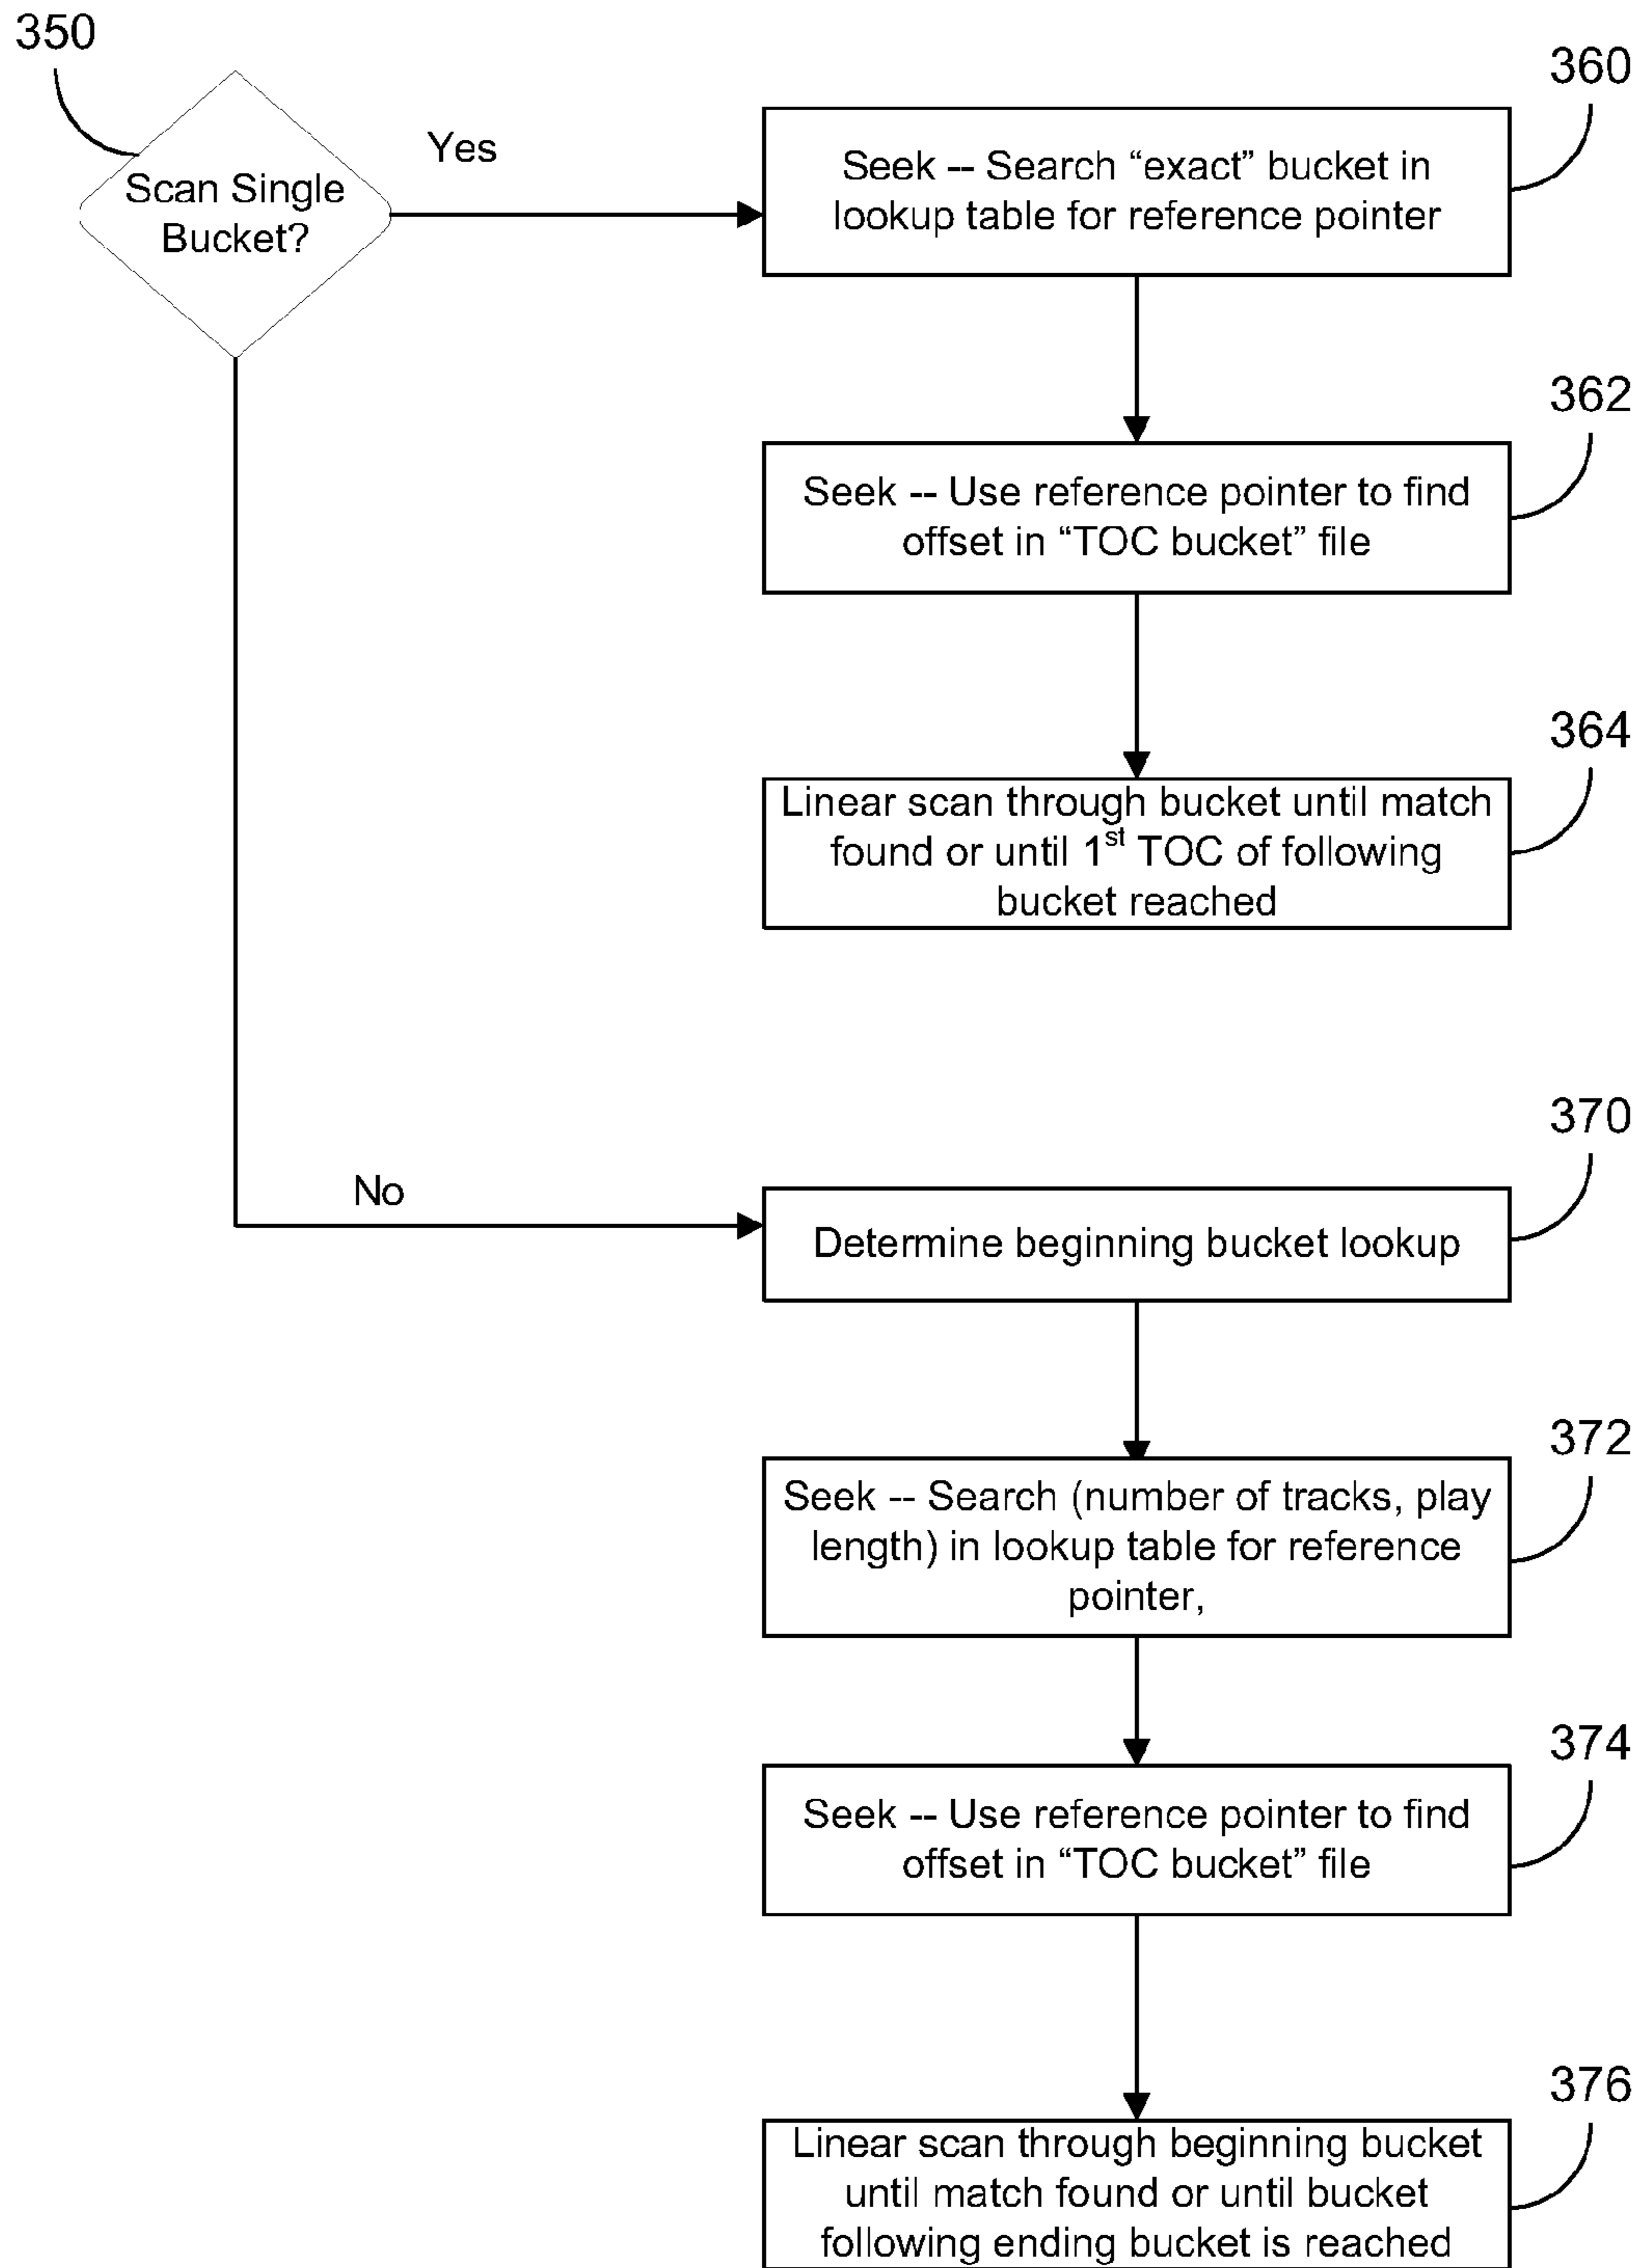 350
Scan Single
Bucket?
Yes
360
Seek -- Search “exact” bucket in
lookup table for reference pointer
362
Seek -- Use reference pointer to find
offset in “TOC bucket” file
364
Linear scan through bucket until match
found or until 1st TOC of following
bucket reached
No
370
Determine beginning bucket lookup
372
Seek -- Search (number of tracks, play
length) in lookup table for reference
pointer,
374
Seek -- Use reference pointer to find
offset in “TOC bucket” file
376
Linear scan through beginning bucket
until match found or until bucket
following ending bucket is reached